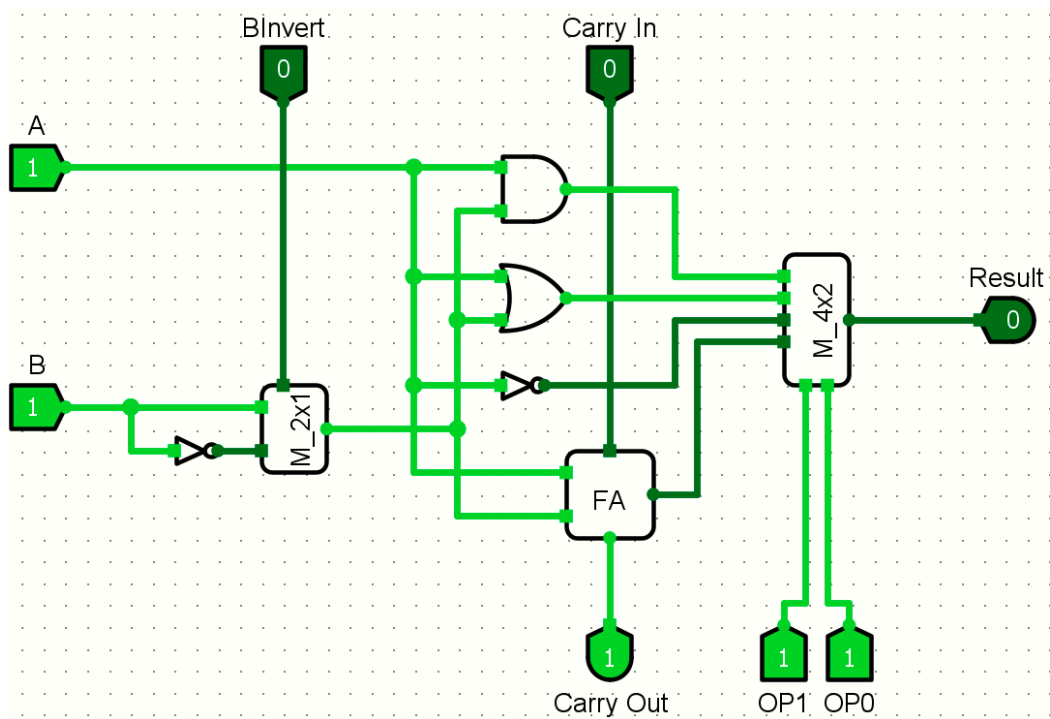 BInvert
Carry In
0
0
A
1
M_4x2
Result
0
B
1
M_2x1
FA
1
1
1
Carry Out
OP1
OP0